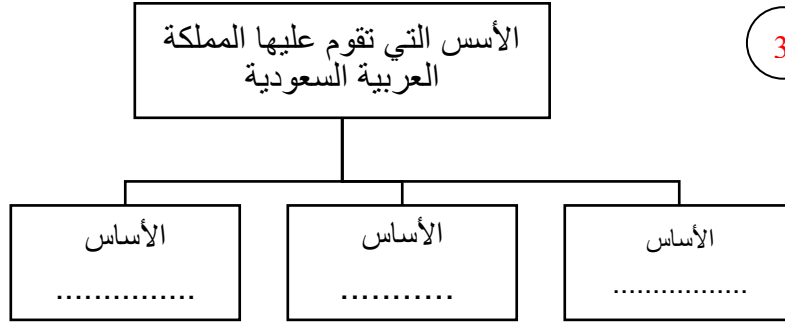 الأسس التي تقوم عليها المملكة
العربية السعودية
3
الأساس
.................
الأساس
...........
الأساس
...............